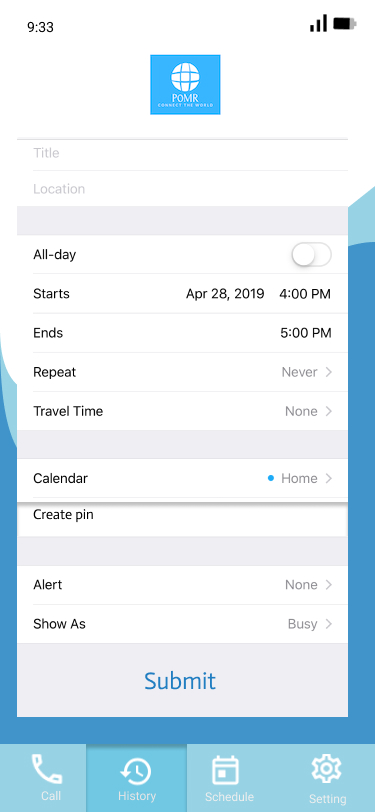 9:33
POMR
CONNECT THE WORLD
Title
Location
All-day
Starts Apr 28, 2019 4:00 PM
Ends 5:00 PM
Repeat Never
Travel Time None
Calendar Home
Create pin
Alert None
Show As Busy
Submit
Call History Schedule Setting